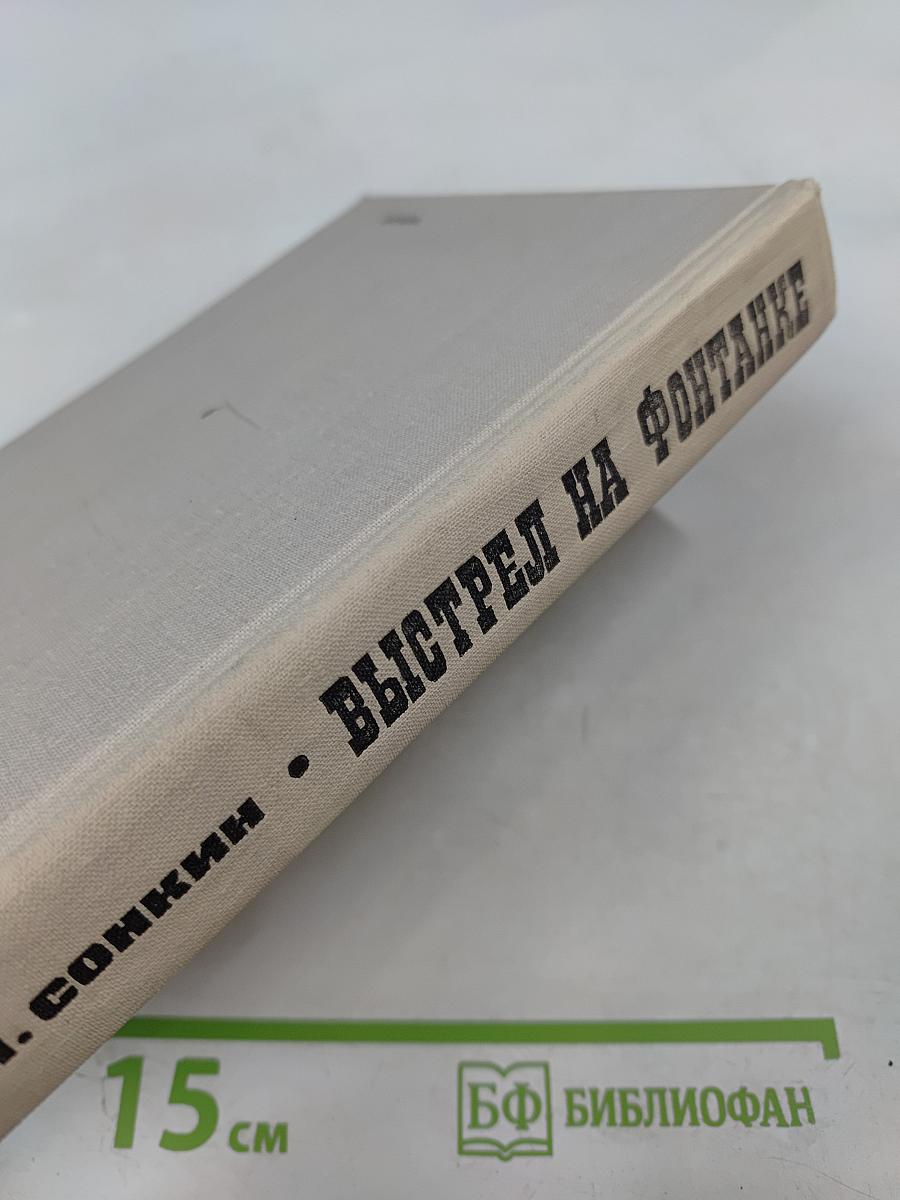 . СОНКИН • ВЫСТРЕЛ НА ФОНТАНКЕ
15 см
БФ БИБЛИОФАН